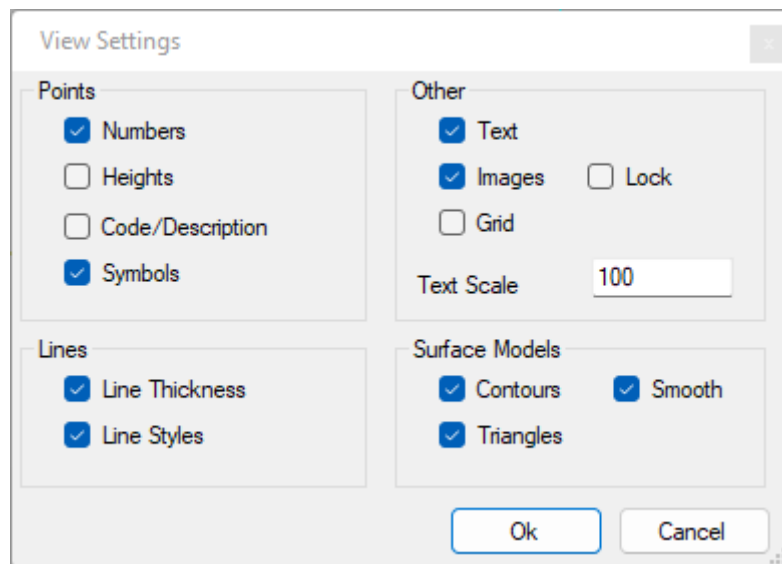 View Settings
x
Points
Numbers
Heights
Code/Description
Symbols
Other
Text
Images
Lock
Grid
Text Scale
100
Lines
Line Thickness
Line Styles
Surface Models
Contours
Smooth
Triangles
Ok
Cancel